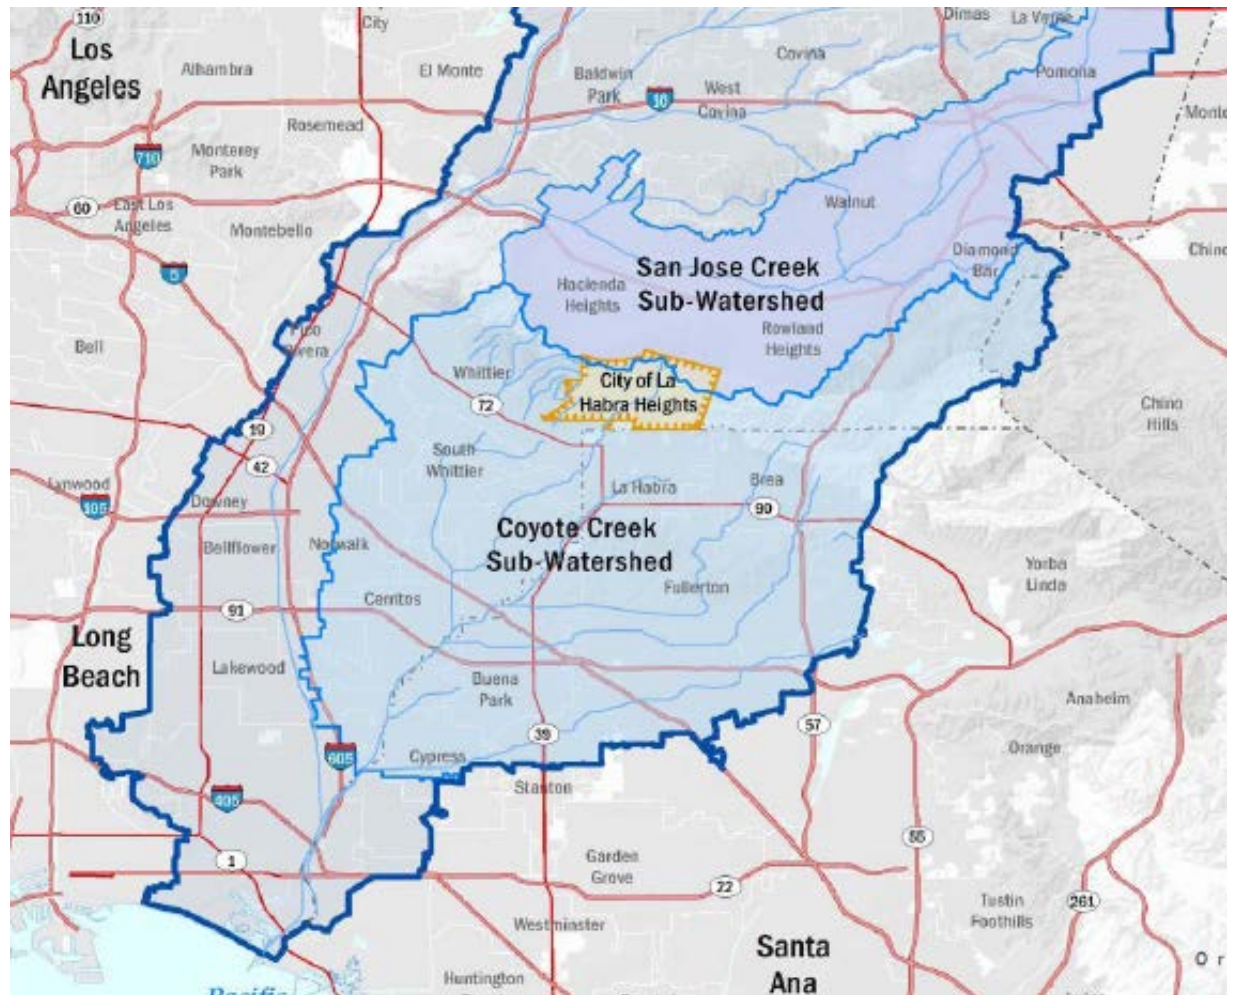 110
City
Dimas
La Verne
Los
Angeles
Alhambra
El Monte
Baldwin
Park
10
West
Covina
Covina
Pomona
Rosemead
710
Monterey
Park
60
East Los
Angeles
Montebello
Walnut
5
Hacienda
Heights
San Jose Creek
Sub-Watershed
Diamond
Bar
Chino
Rowland
Heights
Bell
Pico
Rivera
Whittier
City of La
Habra Heights
72
Chino
Hills
19
42
South
Whittier
Lynwood
105
Downey
La Habra
Brea
90
Bellflower
Norwalk
Coyote Creek
Sub-Watershed
Yorba
Linda
Fullerton
91
Cerritos
Long
Beach
Lakewood
Buena
Park
Anaheim
39
57
Orange
605
Cypress
Stanton
405
55
1
Garden
Grove
22
261
Tustin
Foothills
Westminster
Santa
Ana
Huntington
Pacific
O r